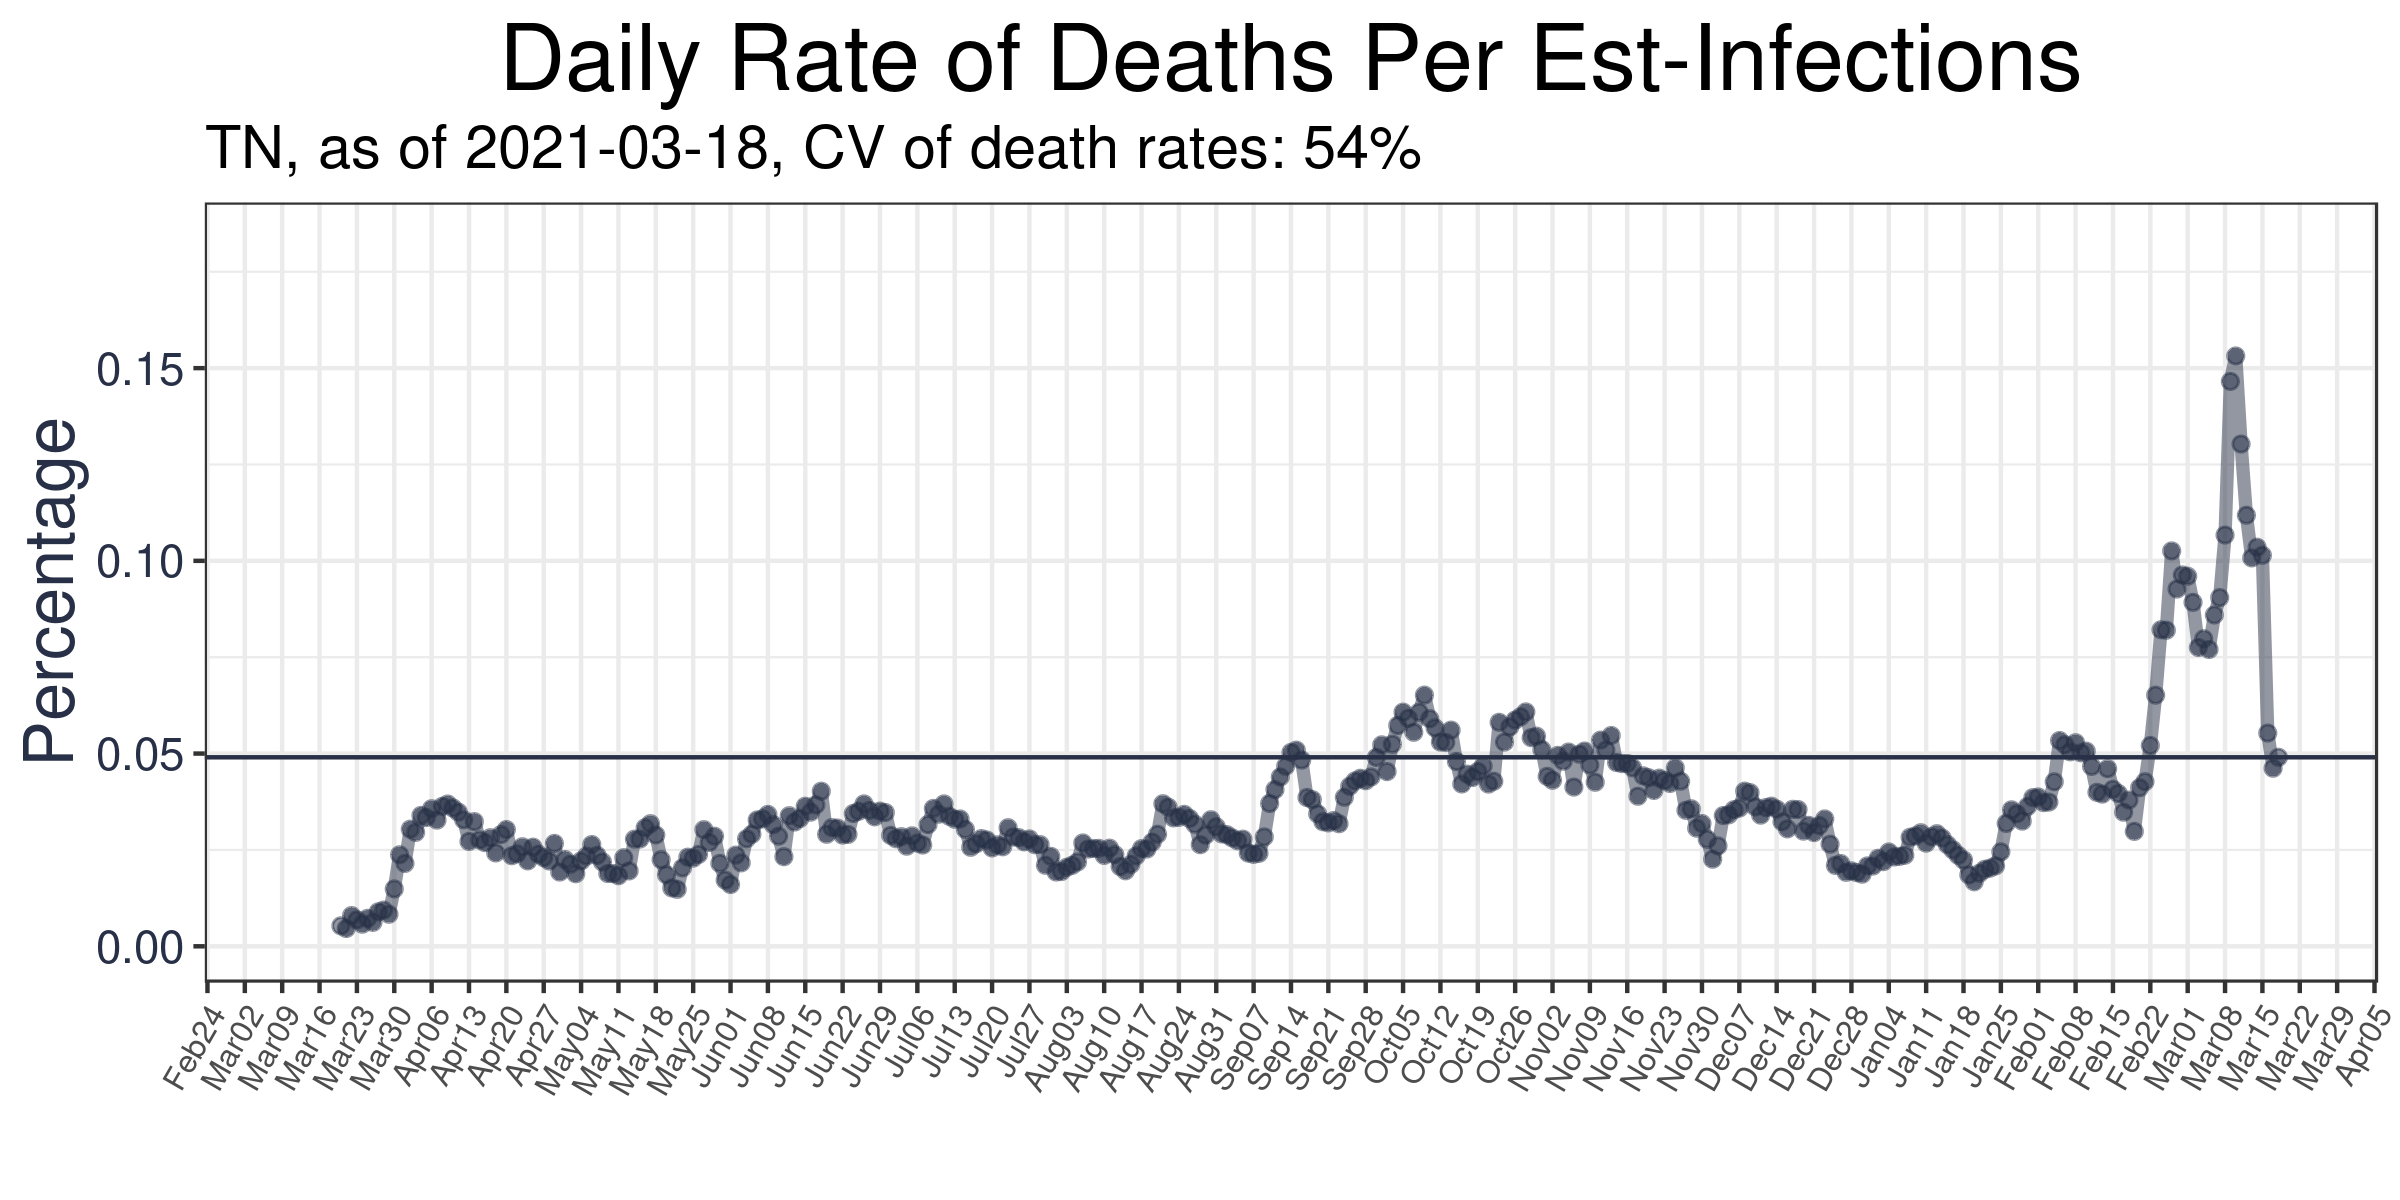 Daily Rate of Deaths Per Est-Infections
TN, as of 2021-03-18, CV of death rates: 54%
Percentage
0.15
0.10
0.05
0.00
Feb24
Mar02
Mar09
Mar16
Mar23
Mar30
Apr06
Apr13
Apr20
Apr27
May04
May11
May18
May25
Jun01
Jun08
Jun15
Jun22
Jun29
Jul06
Jul13
Jul20
Jul27
Aug03
Aug10
Aug17
Aug24
Aug31
Sep07
Sep14
Sep21
Sep28
Oct05
Oct12
Oct19
Oct26
Nov02
Nov09
Nov16
Nov23
Nov30
Nov07
Dec14
Dec21
Dec28
Dec04
Jan11
Jan18
Jan25
Feb01
Feb08
Feb15
Feb22
Mar01
Mar08
Mar15
Mar22
Mar29
Apr05